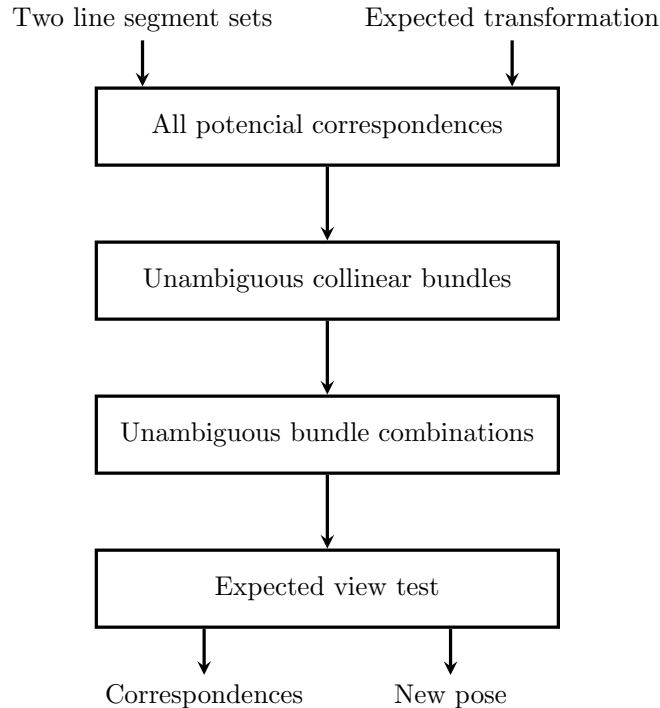 Two line segment sets
Expected transformation
All potencial correspondences
Unambiguous collinear bundles
Unambiguous bundle combinations
Expected view test
Correspondences
New pose